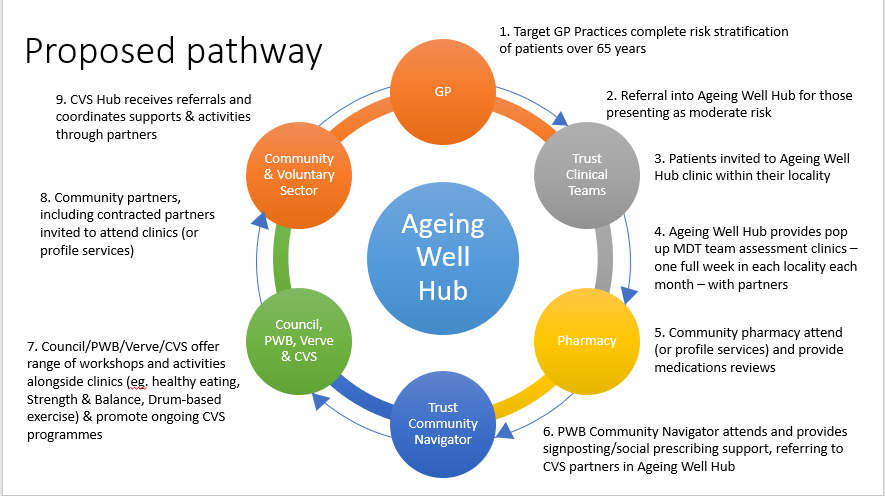 Proposed pathway
1. Target GP Practices complete risk stratification
of patients over 65 years
GP
2. Referral into Ageing Well Hub for those
presenting as moderate risk
Trust
Clinical
Teams
3. Patients invited to Ageing Well
Hub clinic within their locality
4. Ageing Well Hub provides pop
up MDT team assessment clinics –
one full week in each locality each
month – with partners
Pharmacy
5. Community pharmacy attend
(or profile services) and provide
medications reviews
Trust
Community
Navigator
6. PWB Community Navigator attends and provides
signposting/social prescribing support, referring to
CVS partners in Ageing Well Hub
Council,
PWB, Verve
& CVS
7. Council/PWB/Verve/CVS offer
range of workshops and activities
alongside clinics (eg. healthy eating,
Strength & Balance, Drum-based
exercise) & promote ongoing CVS
programmes
8. Community partners,
including contracted partners
invited to attend clinics (or
profile services)
Community
& Voluntary
Sector
9. CVS Hub receives referrals and
coordinates supports & activities
through partners
Ageing
Well
Hub